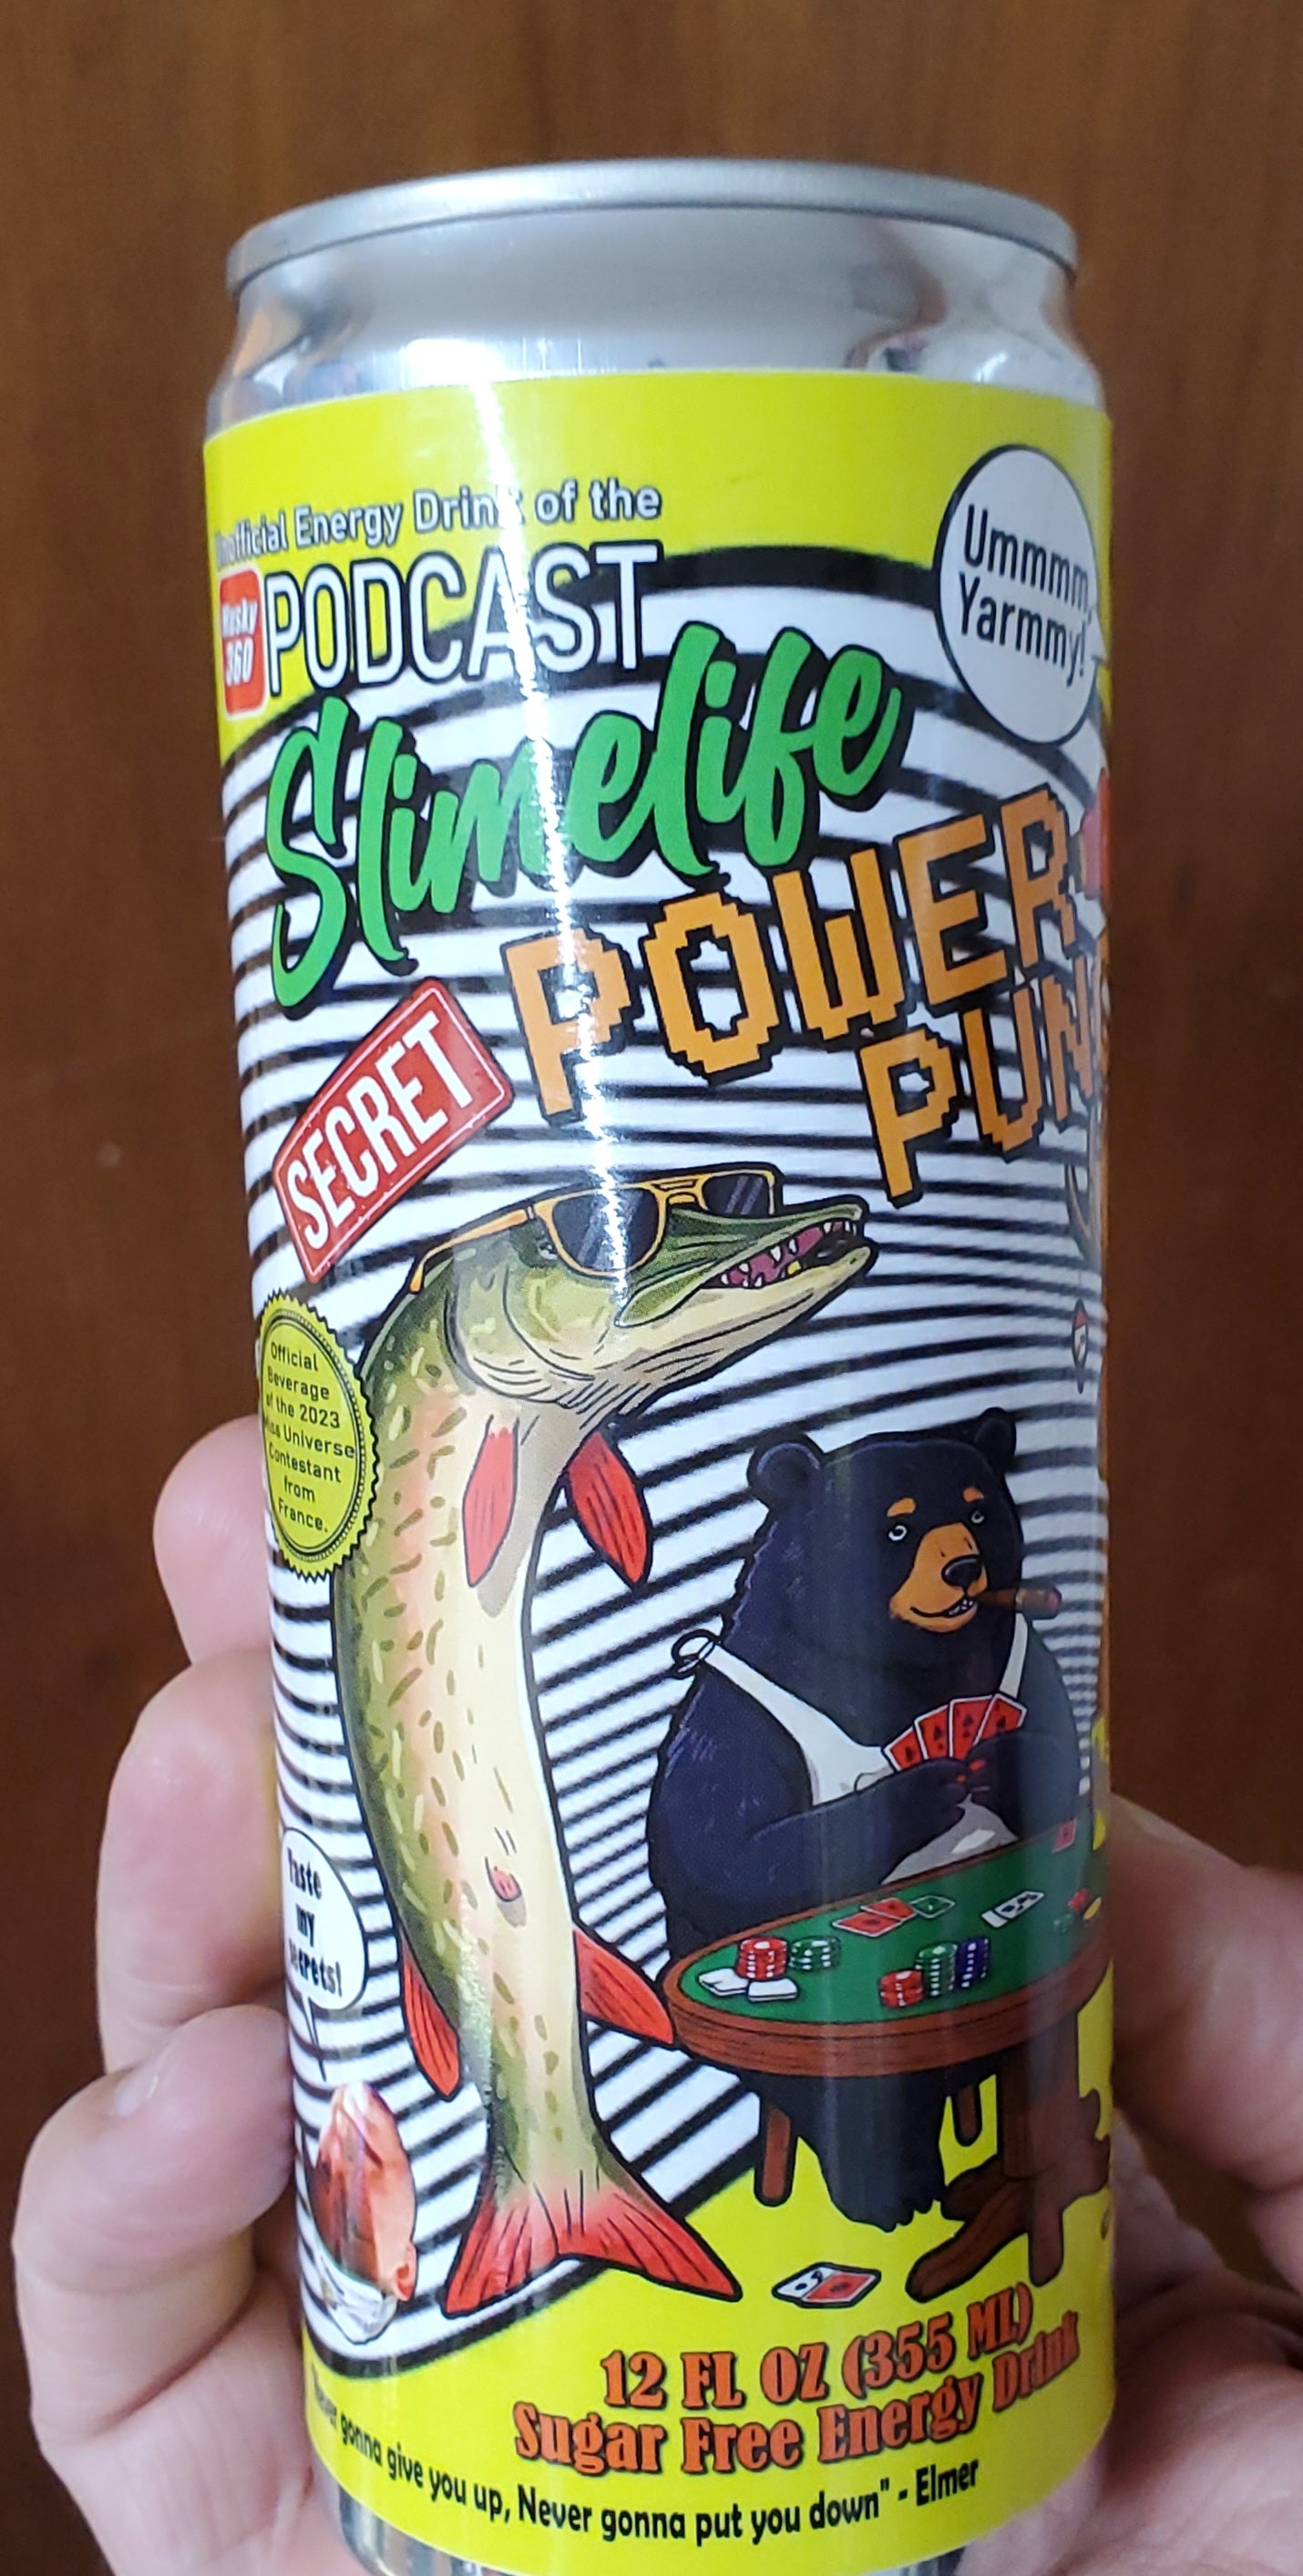 Unofficial Energy Drink of the
Musky
360
PODCAST
Ummmm,
Yarmmy!
Slimelife
POWER
PUN
SECRET
Official
Beverage
of the 2023
Miss Universe
Contestant
from
France.
Taste
my
secrets!
12 FL OZ (355 ML)
Sugar Free Energy Drink
Never gonna give you up, Never gonna put you down" - Elmer